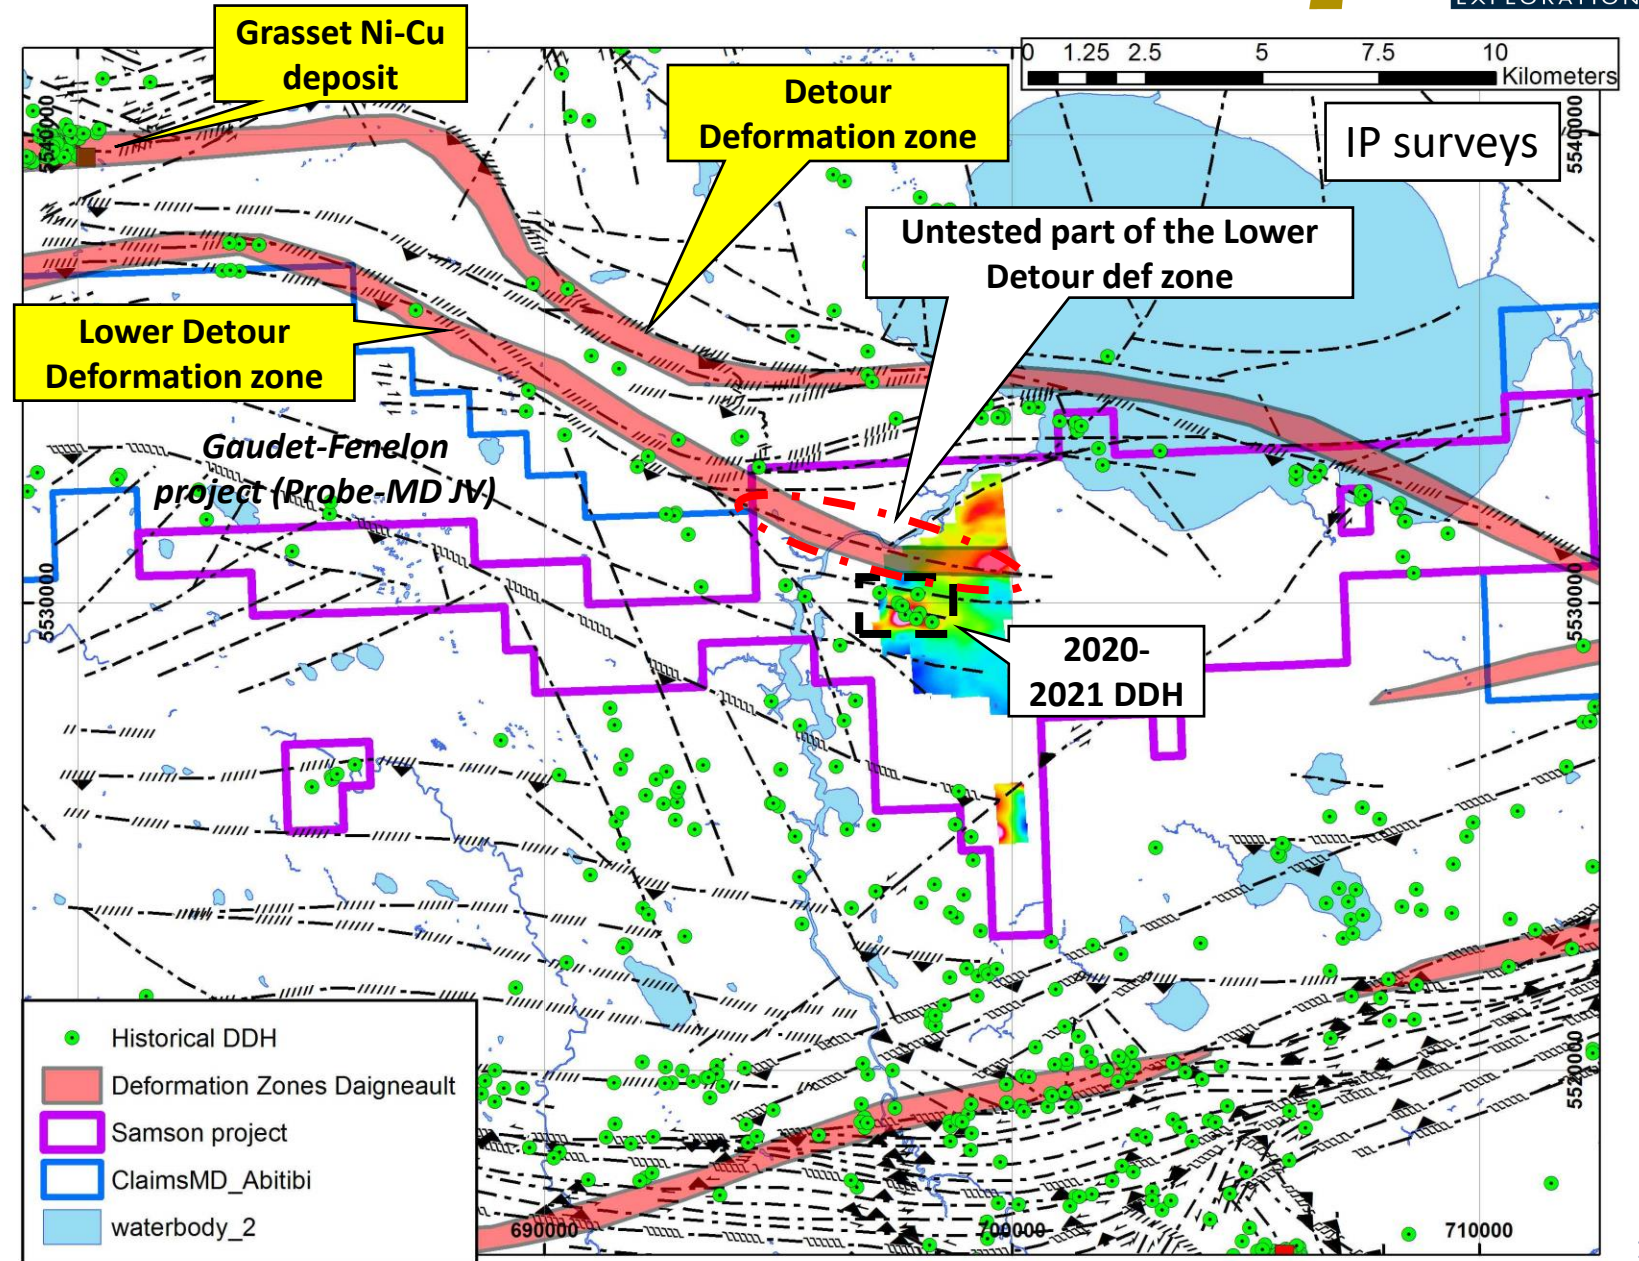 EXPLORATION
Grasset Ni-Cu
deposit
Detour
Deformation zone
0 1.25 2.5 5 7.5 10
Kilometers
IP surveys
5540000
5540000
Untested part of the Lower
Detour def zone
Lower Detour
Deformation zone
Gaudet-Fenelon
project (Probe-MD JV)
5530000
5530000
2020-
2021 DDH
5520000
Historical DDH
Deformation Zones Daigneault
Samson project
ClaimsMD_Abitibi
waterbody_2
690000
700000
710000